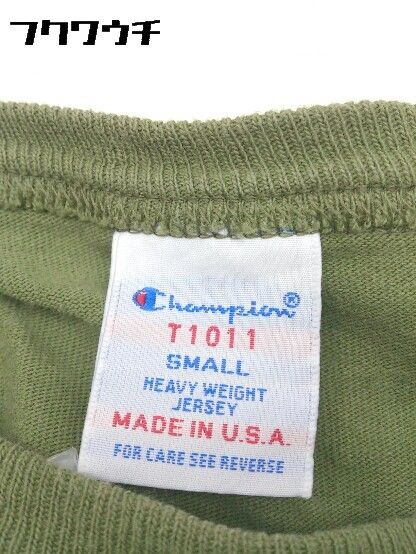 フクワウチ
Champion®
T1011
SMALL
HEAVY WEIGHT
JERSEY
MADE IN U.S.A.
FOR CARE SEE REVERSE